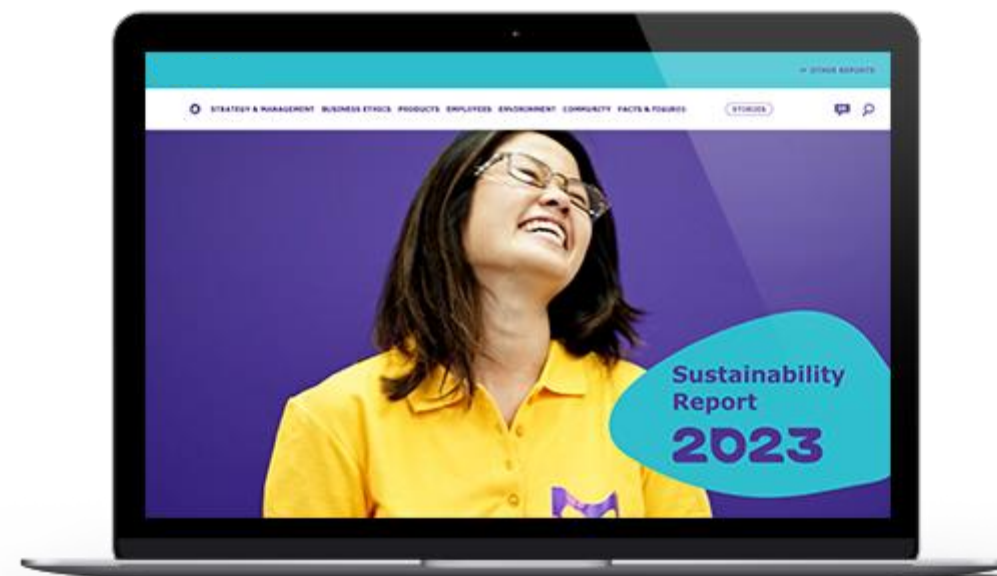 OTHER REPORTS
STRATEGY & MANAGEMENT BUSINESS ETHICS PRODUCTS EMPLOYEES ENVIRONMENT COMMUNITY FACTS & FIGURES STORIES
Sustainability
Report
2023